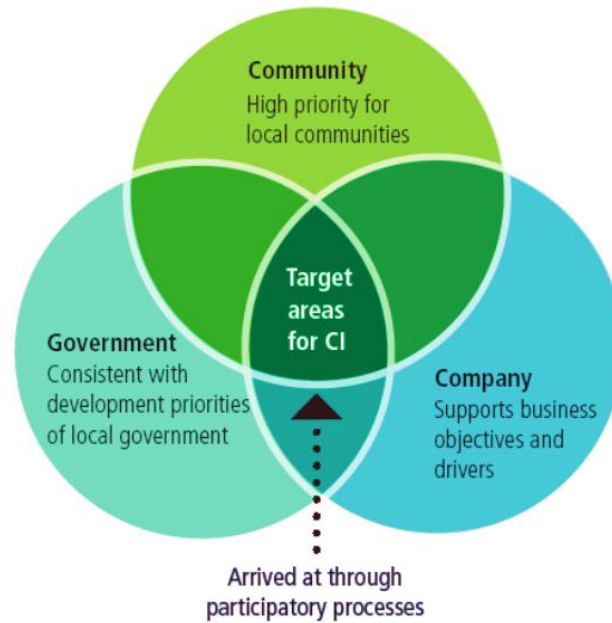 Community
High priority for
local communities
Target
areas
for CI
Government
Consistent with
development priorities
of local government
Company
Supports business
objectives and
drivers
Arrived at through
participatory processes